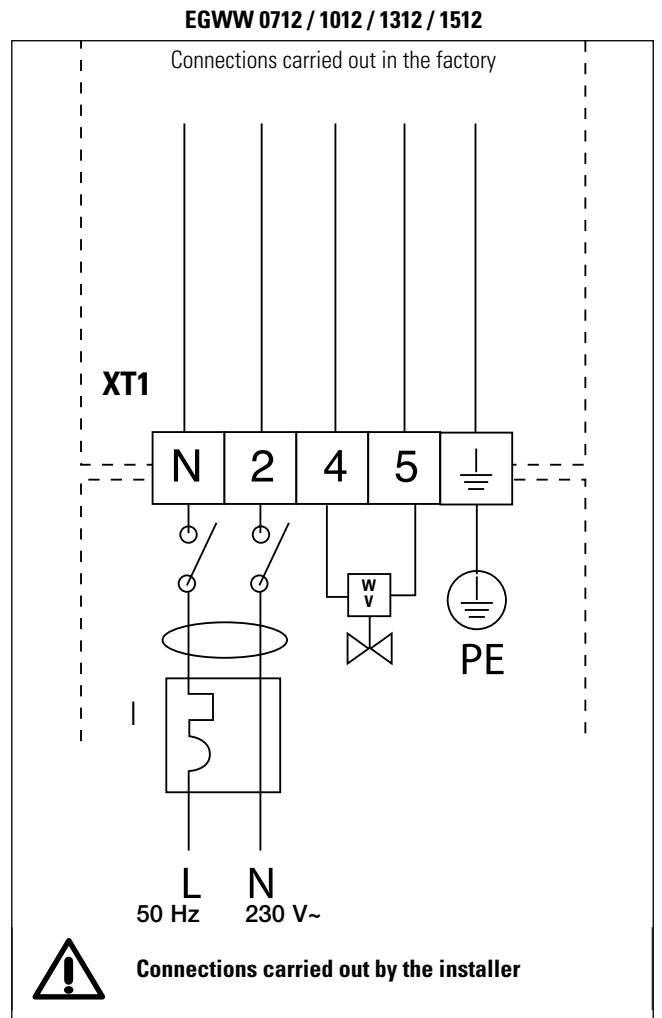 EGWW 0712 / 1012 / 1312 / 1512
Connections carried out in the factory
XT1
N 2 4 5
W
V
PE
I
L N
50 Hz 230 V~
Connections carried out by the installer